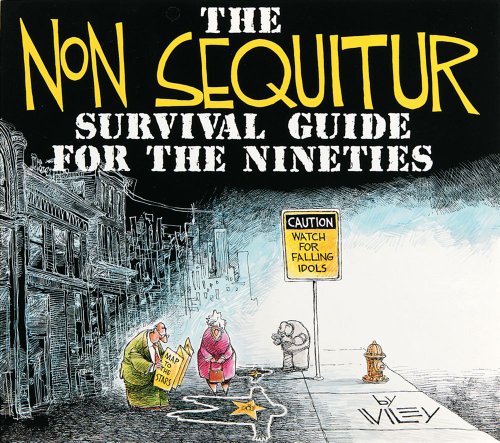 THE
NON SEQUITUR
SURVIVAL GUIDE
FOR THE NINETIES
CAUTION
WATCH
FOR
FALLING
IDOLS
MAP
TO THE
STARS
by
WILEY